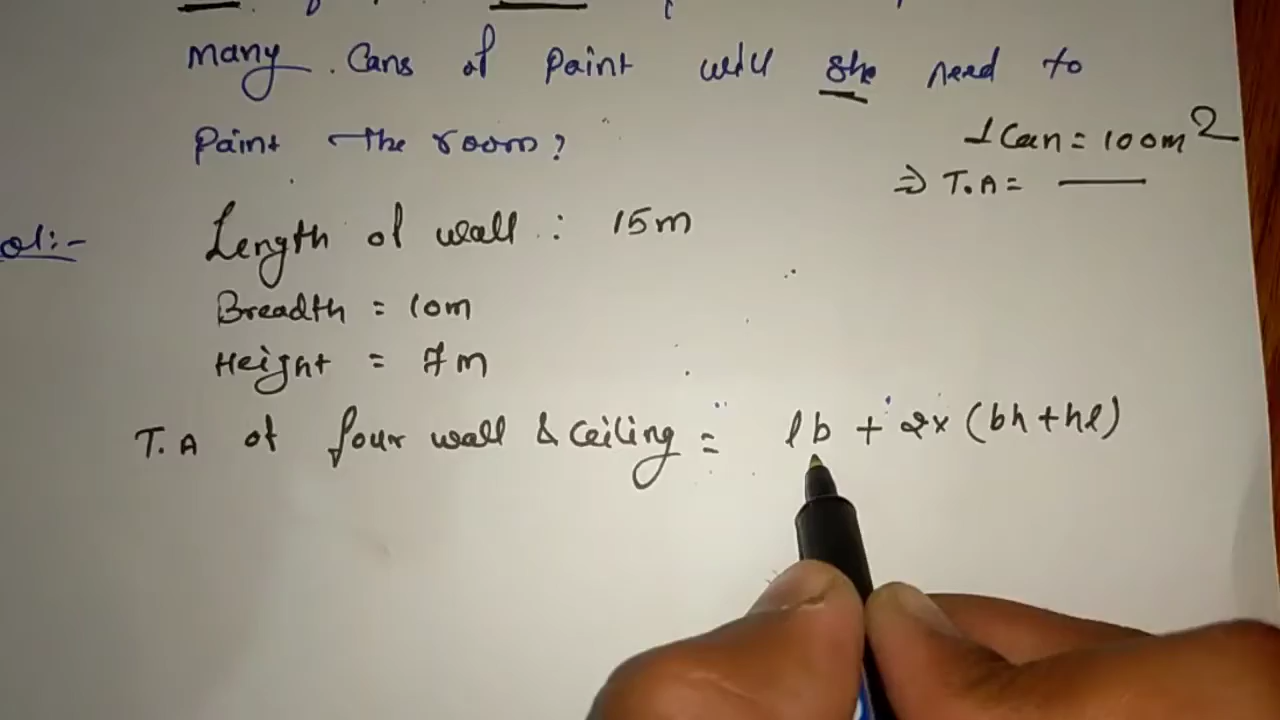 many Cans of paint will she need to
Paint the room?
1 Can = 100m²
⇒ T.A =
ol:-
Length of wall : 15m
Breadth = 10m
Height = 7m
T.A of four wall & Ceiling = lb + 2x (bh + hl)